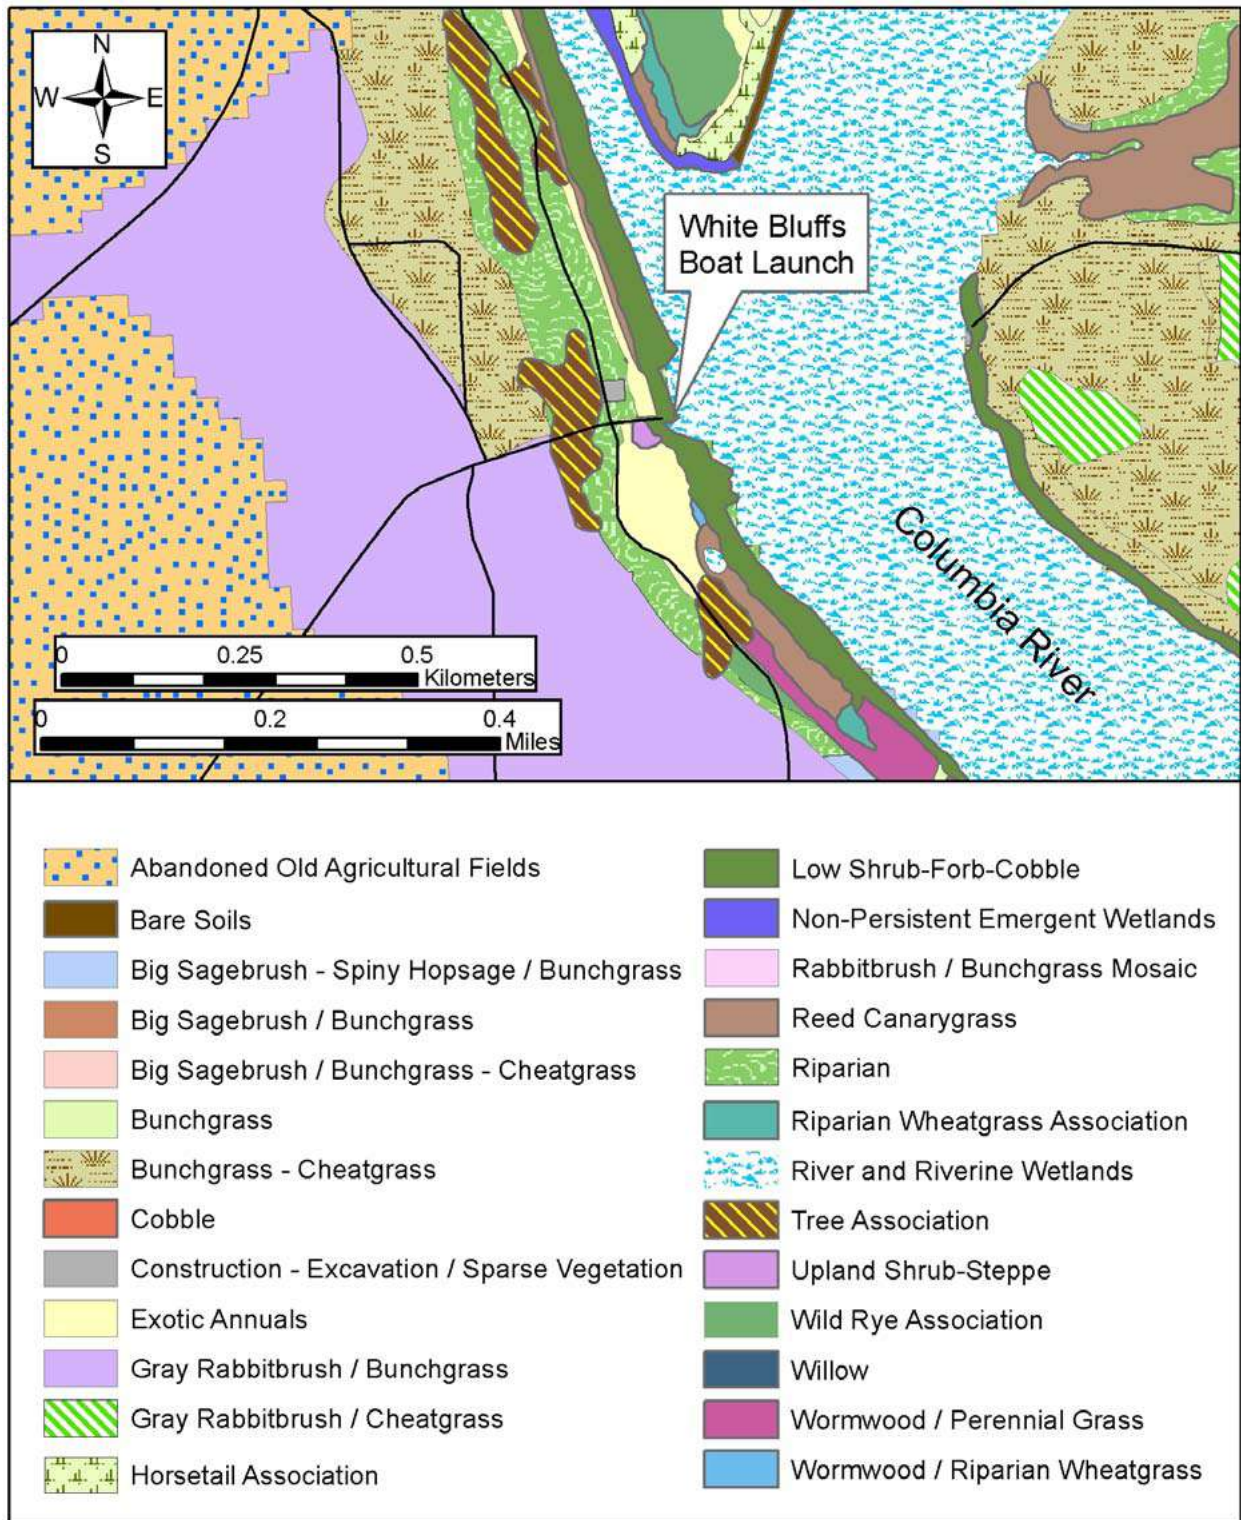 N
W E
S
White Bluffs
Boat Launch
Columbia River
0 0.25 0.5
Kilometers
0 0.2 0.4
Miles
Abandoned Old Agricultural Fields
Bare Soils
Big Sagebrush - Spiny Hopsage / Bunchgrass
Big Sagebrush / Bunchgrass
Big Sagebrush / Bunchgrass - Cheatgrass
Bunchgrass
Bunchgrass - Cheatgrass
Cobble
Construction - Excavation / Sparse Vegetation
Exotic Annuals
Gray Rabbitbrush / Bunchgrass
Gray Rabbitbrush / Cheatgrass
Horsetail Association
Low Shrub-Forb-Cobble
Non-Persistent Emergent Wetlands
Rabbitbrush / Bunchgrass Mosaic
Reed Canarygrass
Riparian
Riparian Wheatgrass Association
River and Riverine Wetlands
Tree Association
Upland Shrub-Steppe
Wild Rye Association
Willow
Wormwood / Perennial Grass
Wormwood / Riparian Wheatgrass